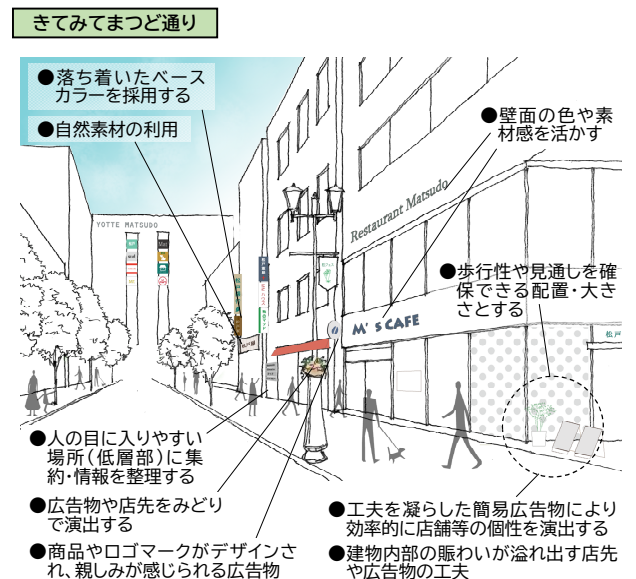 きてみてまつど通り
●落ち着いたベース
カラーを採用する
●自然素材の利用
●壁面の色や素
材感を活かす
YOTTE MATSUDO
Restaurant Matsudo
●歩行性や見通しを確
保できる配置・大き
さとする
M's CAFE
松戸
●人の目に入りやすい
場所（低層部）に集
約・情報を整理する
●広告物や店先をみどり
で演出する
●商品やロゴマークがデザインさ
れ、親しみが感じられる広告物
●工夫を凝らした簡易広告物により
効率的に店舗等の個性を演出する
●建物内部の賑わいが溢れ出す店先
や広告物の工夫